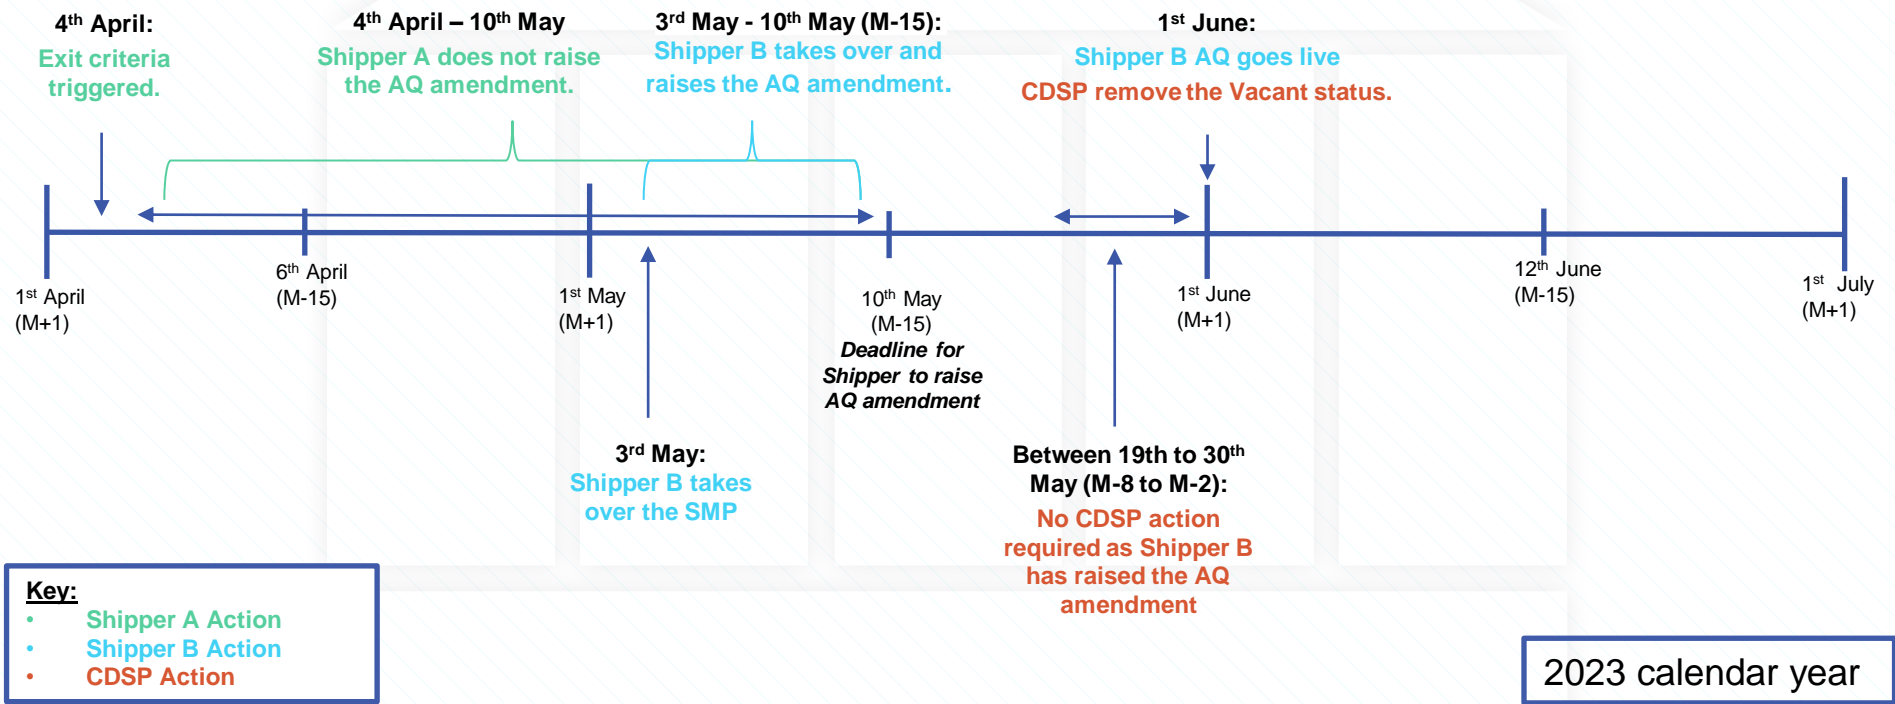 4th April:
Exit criteria
triggered.
4th April – 10th May
Shipper A does not raise
the AQ amendment.
3rd May - 10th May (M-15):
Shipper B takes over and
raises the AQ amendment.
1st June:
Shipper B AQ goes live
CDSP remove the Vacant status.
1st April
(M+1)
6th April
(M-15)
1st May
(M+1)
10th May
(M-15)
Deadline for
Shipper to raise
AQ amendment
1st June
(M+1)
12th June
(M-15)
1st July
(M+1)
3rd May:
Shipper B takes
over the SMP
Between 19th to 30th
May (M-8 to M-2):
No CDSP action
required as Shipper B
has raised the AQ
amendment
Key:
• Shipper A Action
• Shipper B Action
• CDSP Action
2023 calendar year